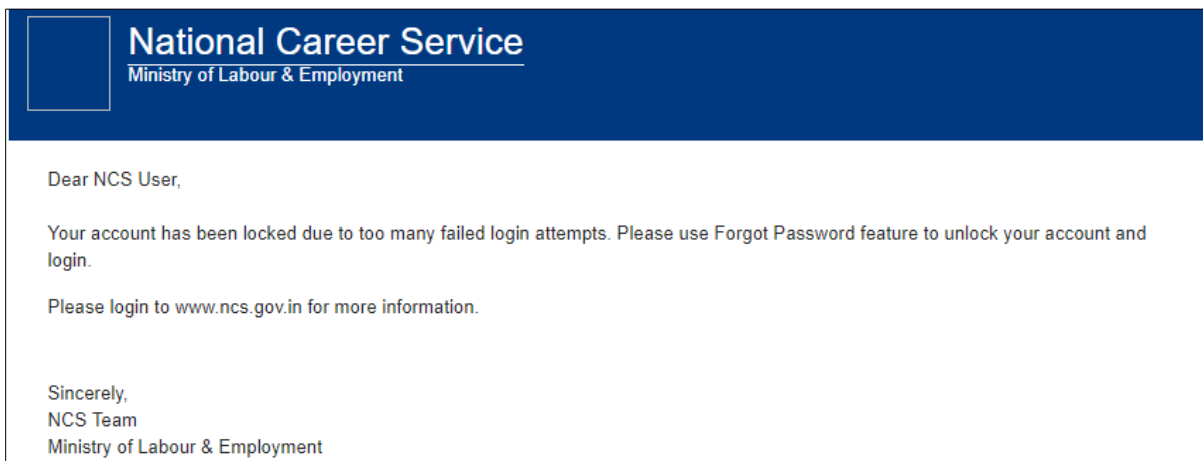 National Career Service
Ministry of Labour & Employment
Dear NCS User,
Your account has been locked due to too many failed login attempts. Please use Forgot Password feature to unlock your account and
login.
Please login to www.ncs.gov.in for more information.
Sincerely,
NCS Team
Ministry of Labour & Employment